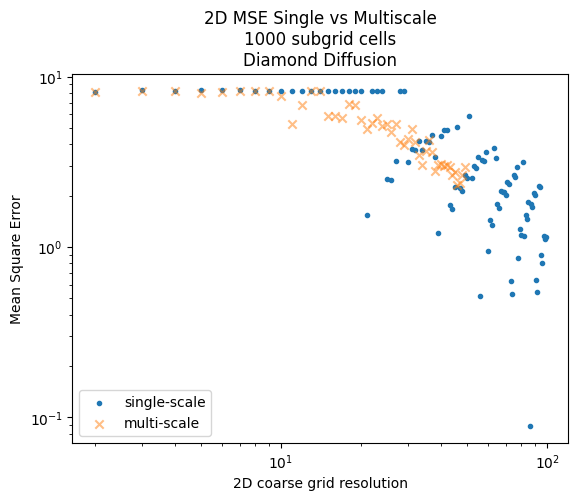 2D MSE Single vs Multiscale
1000 subgrid cells
Diamond Diffusion
Mean Square Error
10¹
10⁰
10⁻¹
single-scale
multi-scale
10¹
10²
2D coarse grid resolution